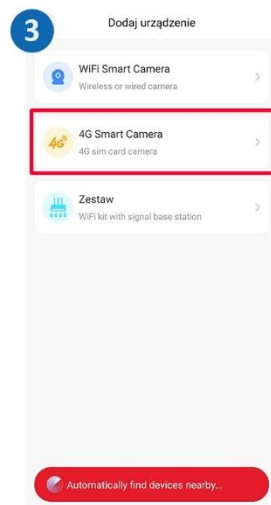 3
Dodaj urządzenie
WiFi Smart Camera
Wireless or wired camera
4G
4G Smart Camera
4G sim card camera
Zestaw
WiFi kit with signal base station
Automatically find devices nearby...